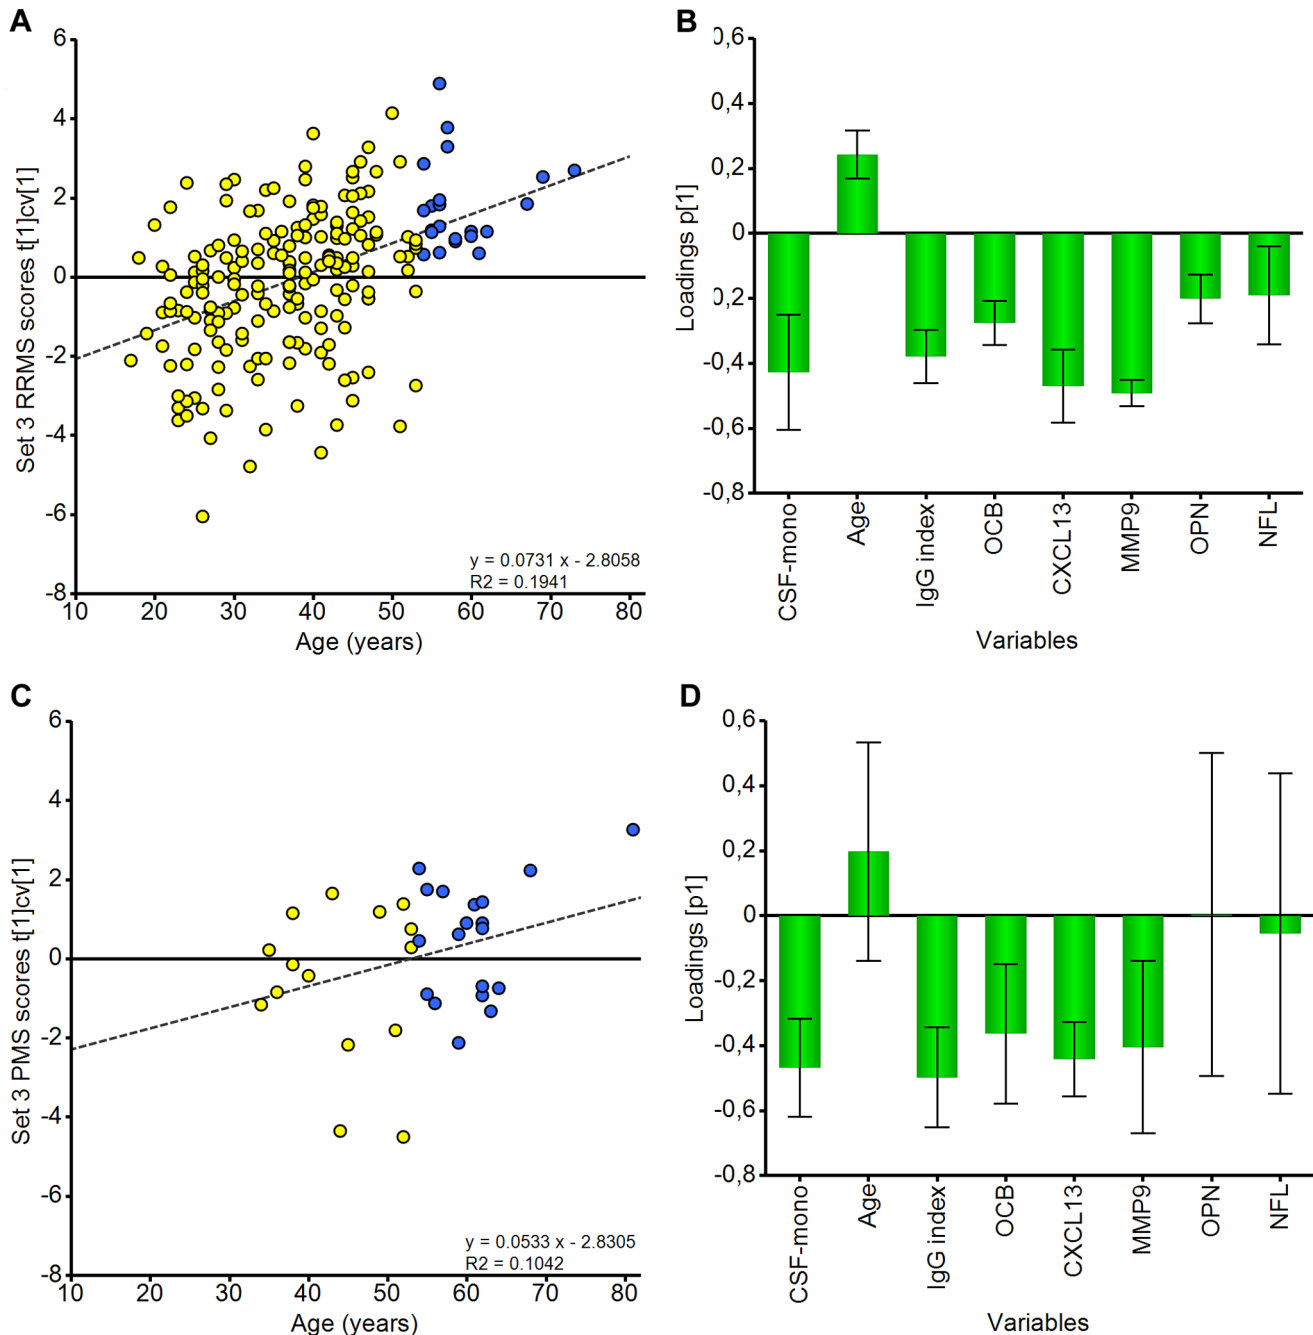 A
6
4
2
0
-2
-4
-6
-8
10 20 30 40 50 60 70 80
Set 3 RRMS scores t[1]cv[1]
y = 0.0731 x - 2.8058
R2 = 0.1941
Age (years)
B
0,6
0,4
0,2
0
-0,2
-0,4
-0,6
-0,8
Loadings p[1]
CSF-mono
Age
IgG index
OCB
CXCL13
MMP9
OPN
NFL
Variables
C
6
4
2
0
-2
-4
-6
-8
10 20 30 40 50 60 70 80
Set 3 PMS scores t[1]cv[1]
y = 0.0533 x - 2.8305
R2 = 0.1042
Age (years)
D
0,6
0,4
0,2
0
-0,2
-0,4
-0,6
-0,8
Loadings [p1]
CSF-mono
Age
IgG index
OCB
CXCL13
MMP9
OPN
NFL
Variables